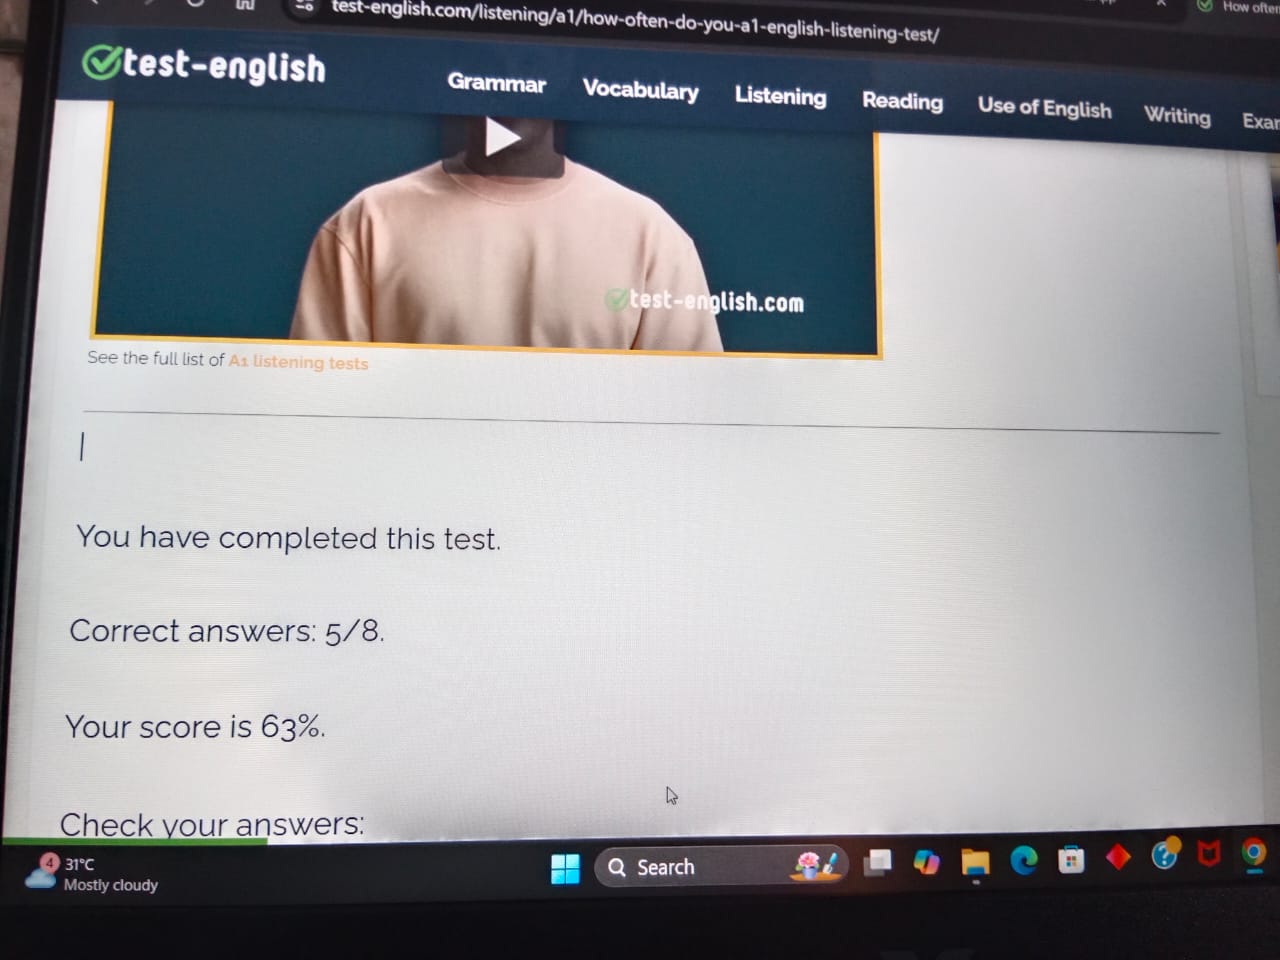 test-english.com/listening/a1/how-often-do-you-a1-english-listening-test/
How often
test-english
Grammar Vocabulary Listening Reading Use of English Writing Exam
test-english.com
See the full list of A1 listening tests
You have completed this test.
Correct answers: 5/8.
Your score is 63%.
Check your answers:
4
31°C
Mostly cloudy
Search